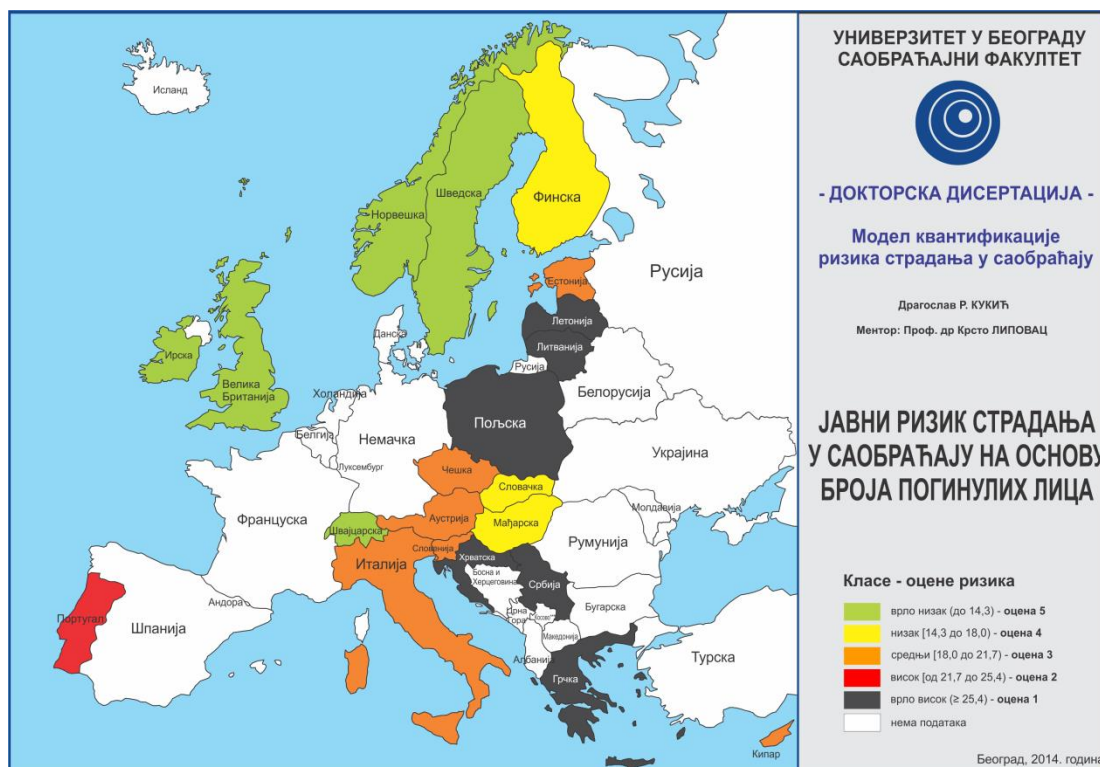 Исланд
Финска
Шведска
Норвешка
Русија
Естонија
Летонија
Данска
Литванија
Ирска
Русија
Белорусија
Велика
Британија
Холандија
Пољска
Немачка
Белгија
Украјина
Луксембург
Чешка
Словачка
Молдавија
Аустрија
Француска
Мађарска
Швајцарска
Словенија
Румунија
Хрватска
Италија
Босна и
Херцеговина
Србија
Андора
Црна
Гора
Бугарска
Португал
Шпанија
Македонија
Албанија
Турска
Грчка
Кипар
УНИВЕРЗИТЕТ У БЕОГРАДУ
САОБРАЋАЈНИ ФАКУЛТЕТ
- ДОКТОРСКА ДИСЕРТАЦИЈА -
Модел квантификације
ризика страдања у саобраћају
Драгослав Р. КУКИЋ
Ментор: Проф. др Крсто ЛИПОВАЦ
ЈАВНИ РИЗИК СТРАДАЊА
У САОБРАЋАЈУ НА ОСНОВУ
БРОЈА ПОГИНУЛИХ ЛИЦА
Класе - оцене ризика
врло низак (до 14,3) - оцена 5
низак [14,3 до 18,0) - оцена 4
средњи [18,0 до 21,7) - оцена 3
висок [од 21,7 до 25,4) - оцена 2
врло висок (≥ 25,4) - оцена 1
нема података
Београд, 2014. година